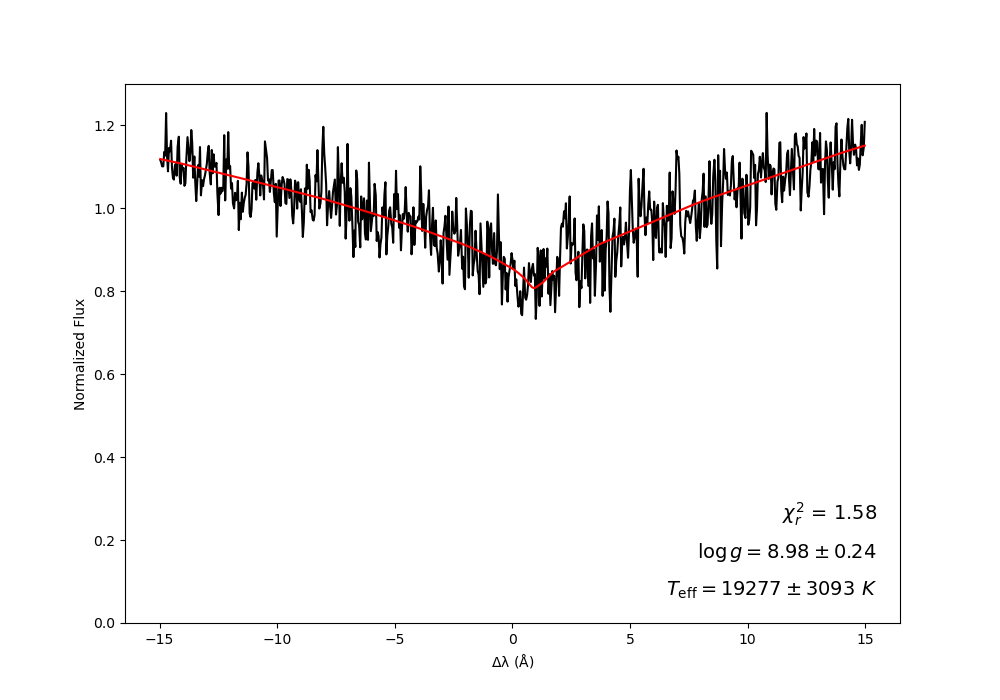 1.2
1.0
0.8
0.6
0.4
0.2
0.0
Normalized Flux
χ²ᵣ = 1.58
log g = 8.98 ± 0.24
T_eff = 19277 ± 3093 K
−15 −10 −5 0 5 10 15
Δλ (Å)